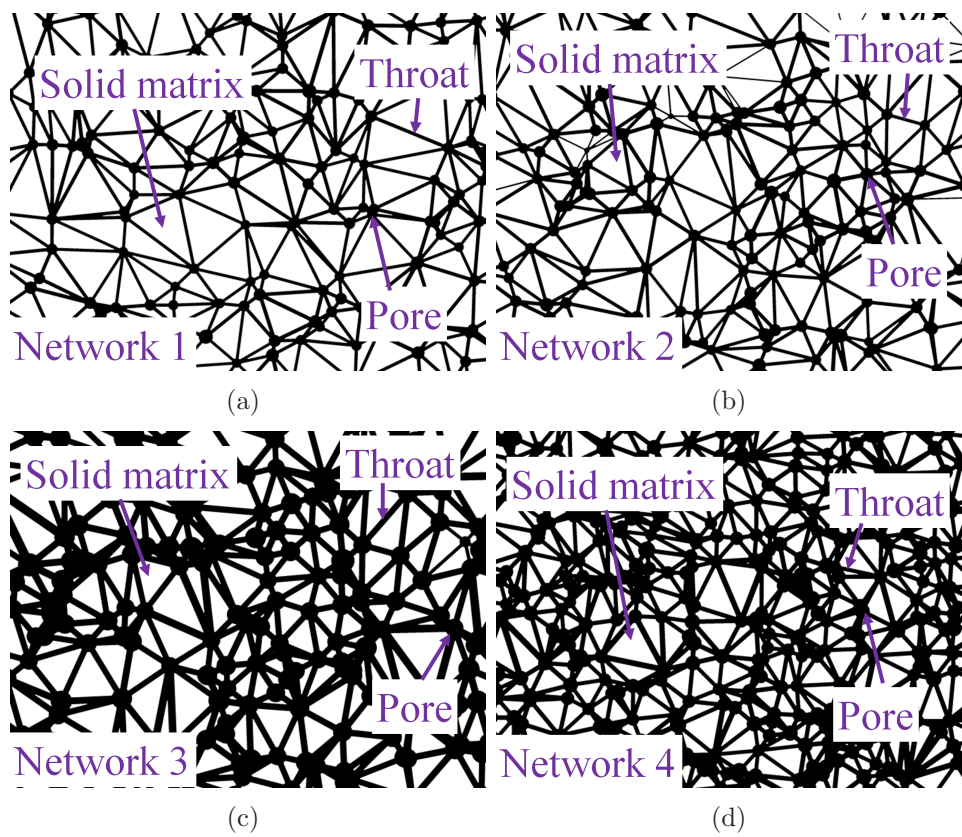 Solid matrix
Throat
Pore
Network 1
(a)
Solid matrix
Throat
Pore
Network 2
(b)
Solid matrix
Throat
Pore
Network 3
(c)
Solid matrix
Throat
Pore
Network 4
(d)